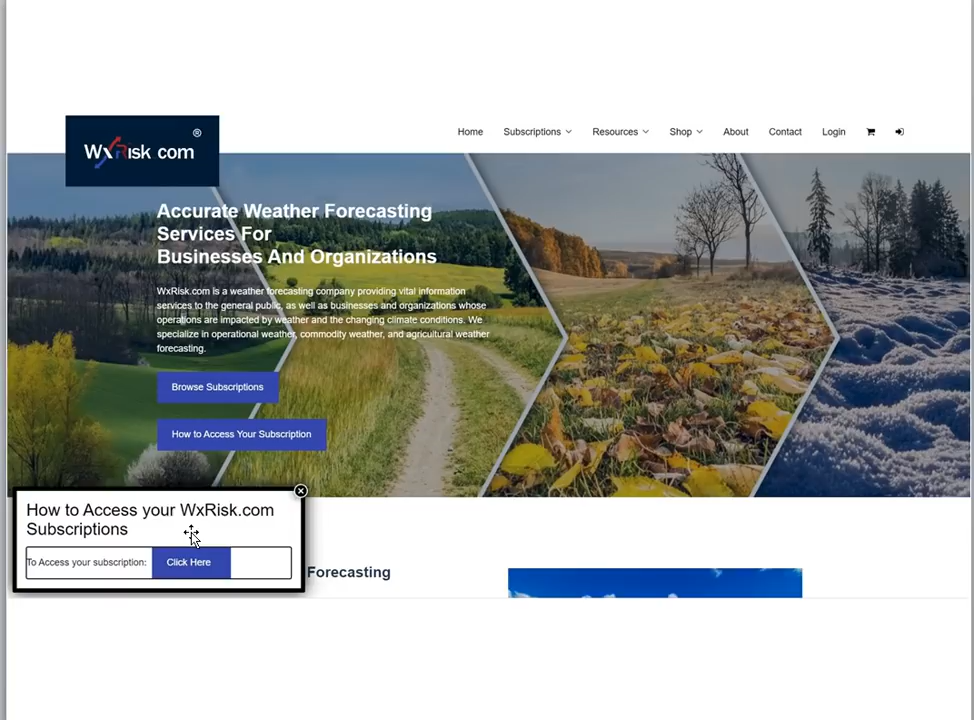 WxRisk com ®
Home Subscriptions Resources Shop About Contact Login
Accurate Weather Forecasting
Services For
Businesses And Organizations
WxRisk.com is a weather forecasting company providing vital information
services to the general public, as well as businesses and organizations whose
operations are impacted by weather and the changing climate conditions. We
specialize in operational weather, commodity weather, and agricultural weather
forecasting.
Browse Subscriptions
How to Access Your Subscription
How to Access your WxRisk.com
Subscriptions
To Access your subscription: Click Here
Forecasting